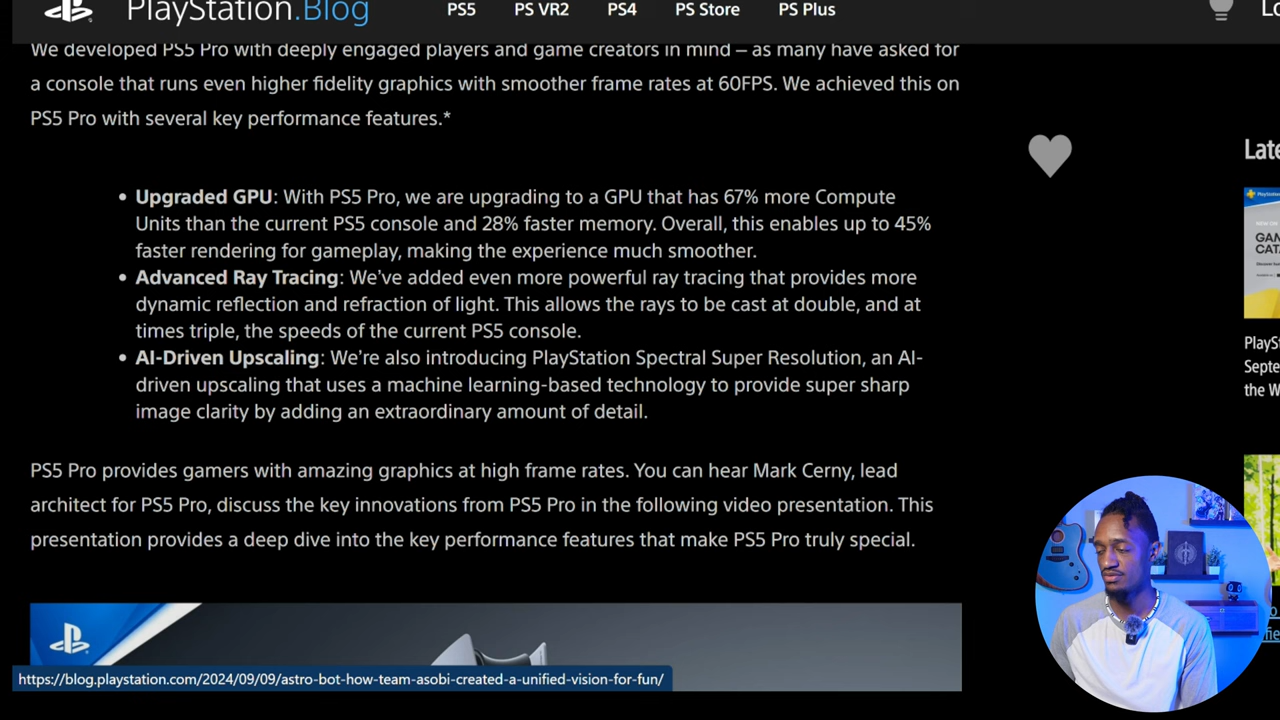 PlayStation.Blog
PS5 PS VR2 PS4 PS Store PS Plus
We developed PS5 Pro with deeply engaged players and game creators in mind – as many have asked for
a console that runs even higher fidelity graphics with smoother frame rates at 60FPS. We achieved this on
PS5 Pro with several key performance features.*
• Upgraded GPU: With PS5 Pro, we are upgrading to a GPU that has 67% more Compute
Units than the current PS5 console and 28% faster memory. Overall, this enables up to 45%
faster rendering for gameplay, making the experience much smoother.
• Advanced Ray Tracing: We’ve added even more powerful ray tracing that provides more
dynamic reflection and refraction of light. This allows the rays to be cast at double, and at
times triple, the speeds of the current PS5 console.
• AI-Driven Upscaling: We’re also introducing PlayStation Spectral Super Resolution, an AI-
driven upscaling that uses a machine learning-based technology to provide super sharp
image clarity by adding an extraordinary amount of detail.
PS5 Pro provides gamers with amazing graphics at high frame rates. You can hear Mark Cerny, lead
architect for PS5 Pro, discuss the key innovations from PS5 Pro in the following video presentation. This
presentation provides a deep dive into the key performance features that make PS5 Pro truly special.
https://blog.playstation.com/2024/09/09/astro-bot-how-team-asobi-created-a-unified-vision-for-fun/
Late
GAM
CATA
PlaySt
Septe
the W